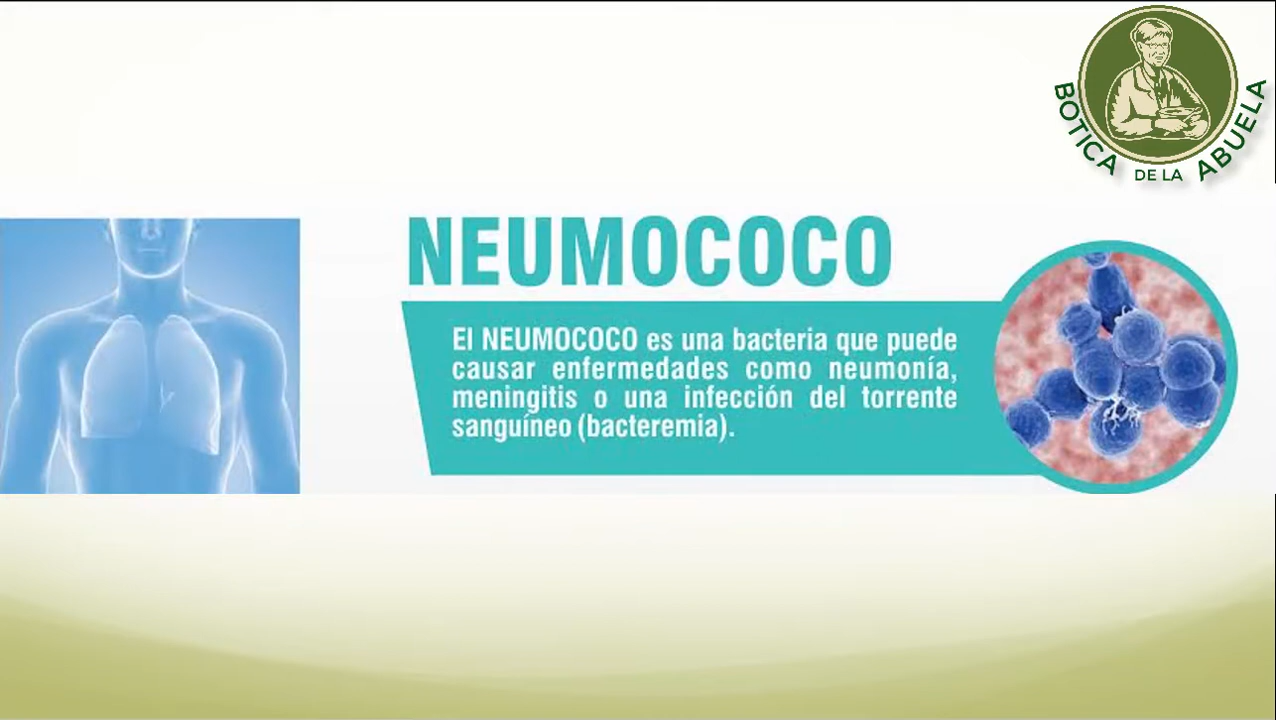 BOTICA DE LA ABUELA
NEUMOCOCO
El NEUMOCOCO es una bacteria que puede
causar enfermedades como neumonía,
meningitis o una infección del torrente
sanguíneo (bacteremia).